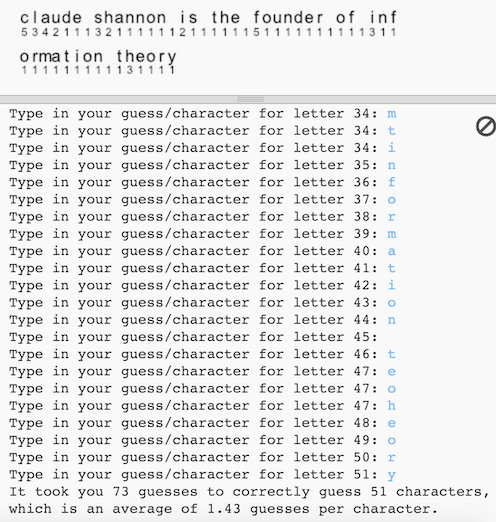 claude shannon is the founder of inf
5 3 4 2 1 1 1 3 2 1 1 1 1 1 1 2 1 1 1 1 1 1 5 1 1 1 1 1 1 1 1 1 1 3 1 1
ormation theory
1 1 1 1 1 1 1 1 1 1 3 1 1 1 1
Type in your guess/character for letter 34: m
Type in your guess/character for letter 34: t
Type in your guess/character for letter 34: i
Type in your guess/character for letter 35: n
Type in your guess/character for letter 36: f
Type in your guess/character for letter 37: o
Type in your guess/character for letter 38: r
Type in your guess/character for letter 39: m
Type in your guess/character for letter 40: a
Type in your guess/character for letter 41: t
Type in your guess/character for letter 42: i
Type in your guess/character for letter 43: o
Type in your guess/character for letter 44: n
Type in your guess/character for letter 45:
Type in your guess/character for letter 46: t
Type in your guess/character for letter 47: e
Type in your guess/character for letter 47: o
Type in your guess/character for letter 47: h
Type in your guess/character for letter 48: e
Type in your guess/character for letter 49: o
Type in your guess/character for letter 50: r
Type in your guess/character for letter 51: y
It took you 73 guesses to correctly guess 51 characters,
which is an average of 1.43 guesses per character.